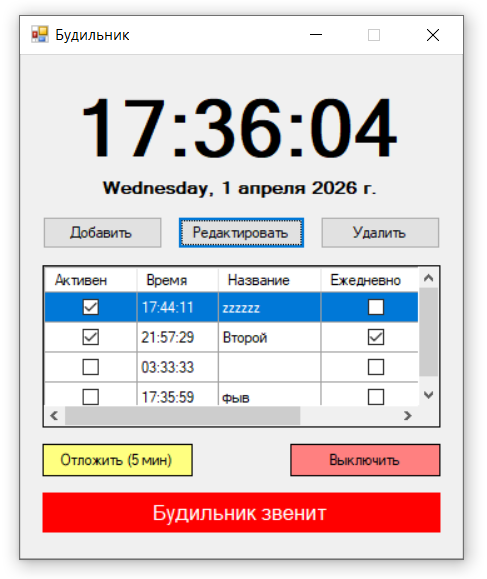 Будильник
17:36:04
Wednesday, 1 апреля 2026 г.
Добавить Редактировать Удалить
Активен Время Название Ежедневно
17:44:11 zzzzzz
21:57:29 Второй
03:33:33
17:35:59 фыв
Отложить (5 мин) Выключить
Будильник звенит